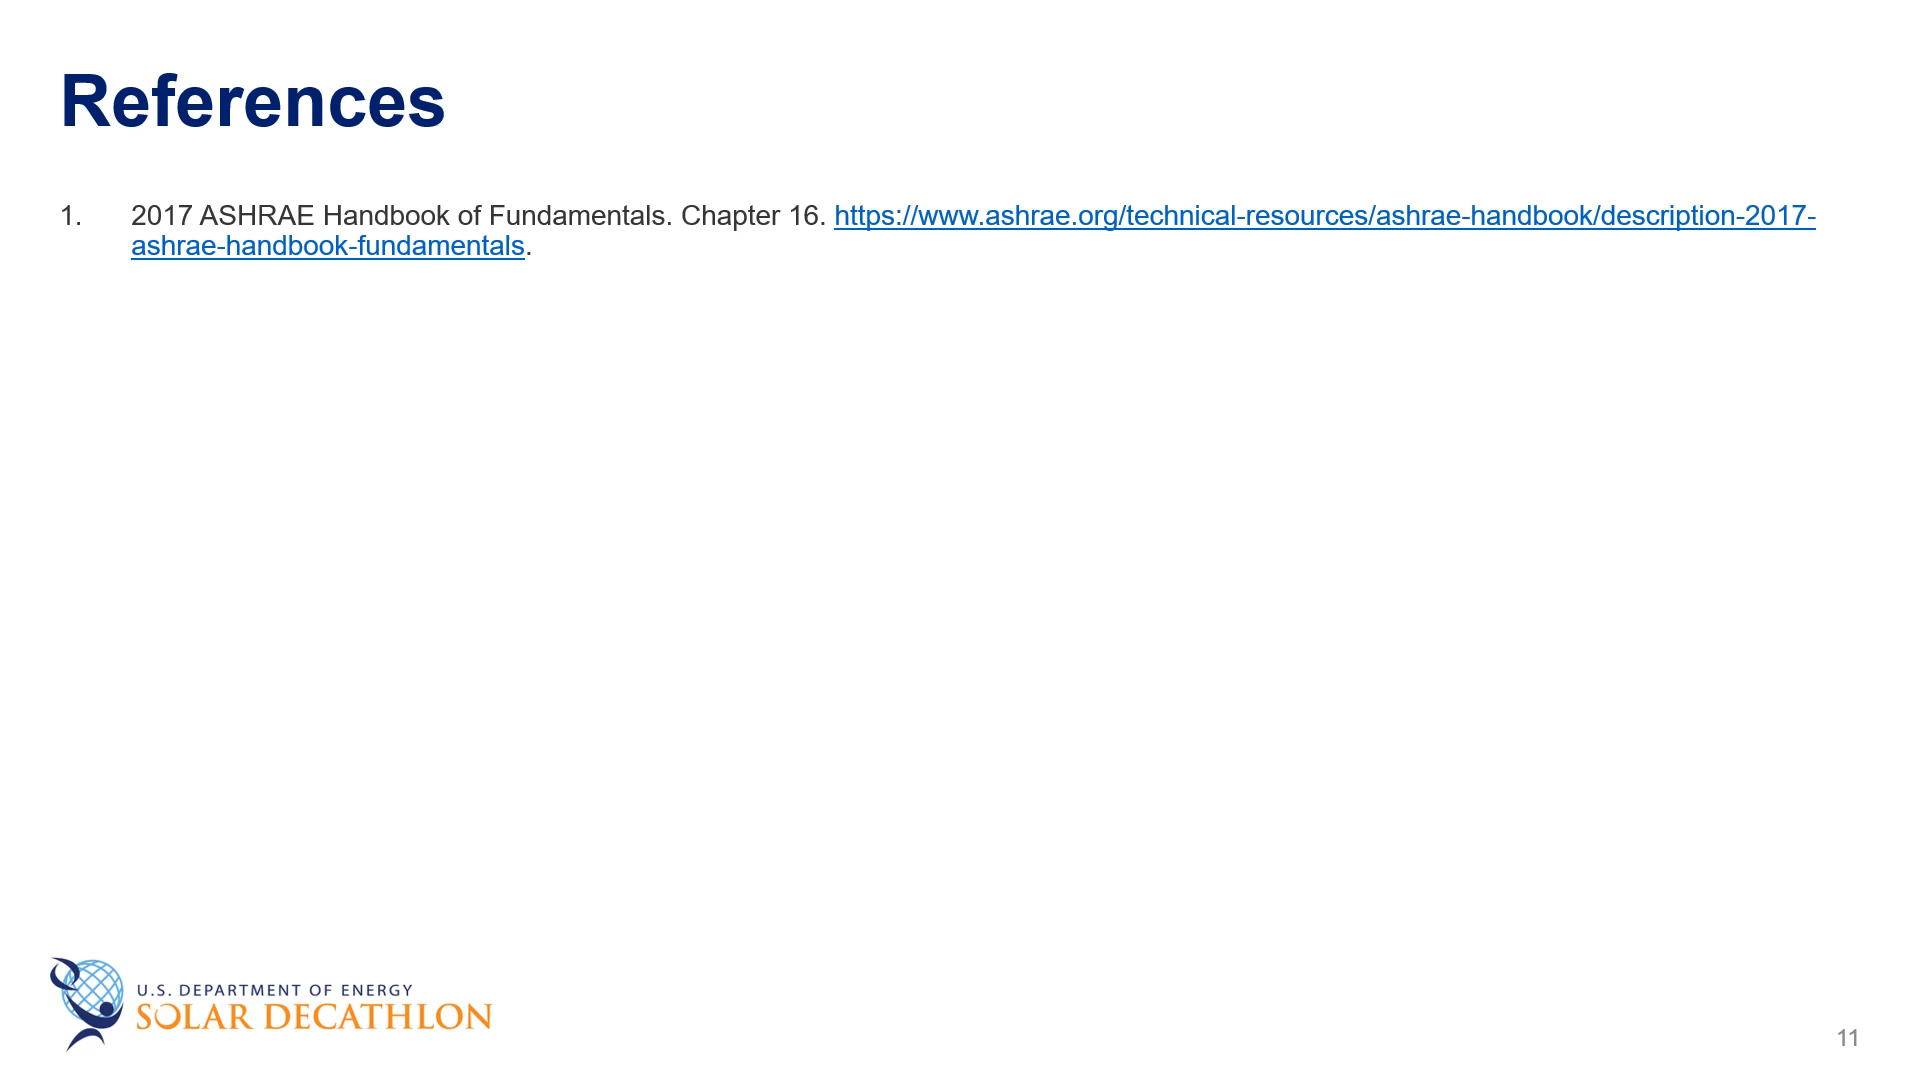 References
1. 2017 ASHRAE Handbook of Fundamentals. Chapter 16. https://www.ashrae.org/technical-resources/ashrae-handbook/description-2017-
ashrae-handbook-fundamentals.
U.S. DEPARTMENT OF ENERGY
SOLAR DECATHLON
11